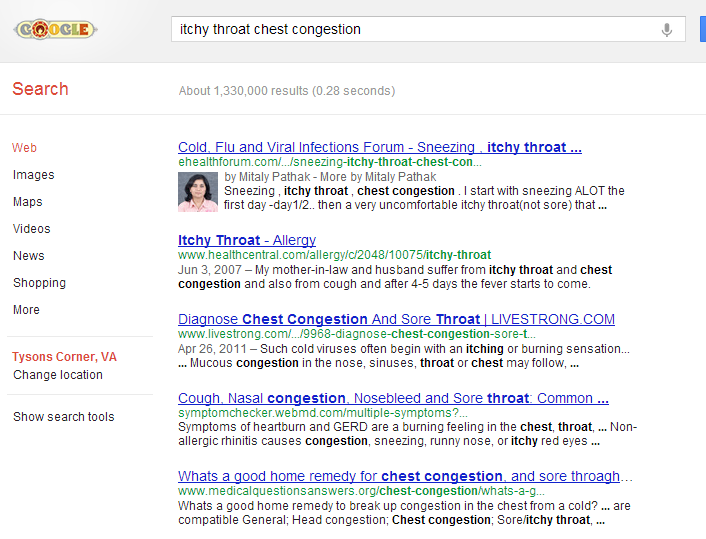 GOOGLE
itchy throat chest congestion
Search
About 1,330,000 results (0.28 seconds)
Web
Images
Maps
Videos
News
Shopping
More
Tysons Corner, VA
Change location
Show search tools
Cold, Flu and Viral Infections Forum - Sneezing , itchy throat ...
ehealthforum.com/.../sneezing-itchy-throat-chest-con...
by Mitaly Pathak - More by Mitaly Pathak
Sneezing , itchy throat , chest congestion . I start with sneezing ALOT the
first day -day1/2.. then a very uncomfortable itchy throat(not sore) that ...
Itchy Throat - Allergy
www.healthcentral.com/allergy/c/2048/10075/itchy-throat
Jun 3, 2007 – My mother-in-law and husband suffer from itchy throat and chest
congestion and also from cough and after 4-5 days the fever starts to come.
Diagnose Chest Congestion And Sore Throat | LIVESTRONG.COM
www.livestrong.com/.../9968-diagnose-chest-congestion-sore-t...
Apr 26, 2011 – Such cold viruses often begin with an itching or burning sensation...
... Mucous congestion in the nose, sinuses, throat or chest may follow, ...
Cough, Nasal congestion, Nosebleed and Sore throat: Common ...
symptomchecker.webmd.com/multiple-symptoms?...
Symptoms of heartburn and GERD are a burning feeling in the chest, throat, ... Non-
allergic rhinitis causes congestion, sneezing, runny nose, or itchy red eyes ...
Whats a good home remedy for chest congestion, and sore throagh...
www.medicalquestionsanswers.org/chest-congestion/whats-a-g...
Whats a good home remedy to break up congestion in the chest from a cold? ... are
compatible General; Head congestion; Chest congestion; Sore/itchy throat, ...